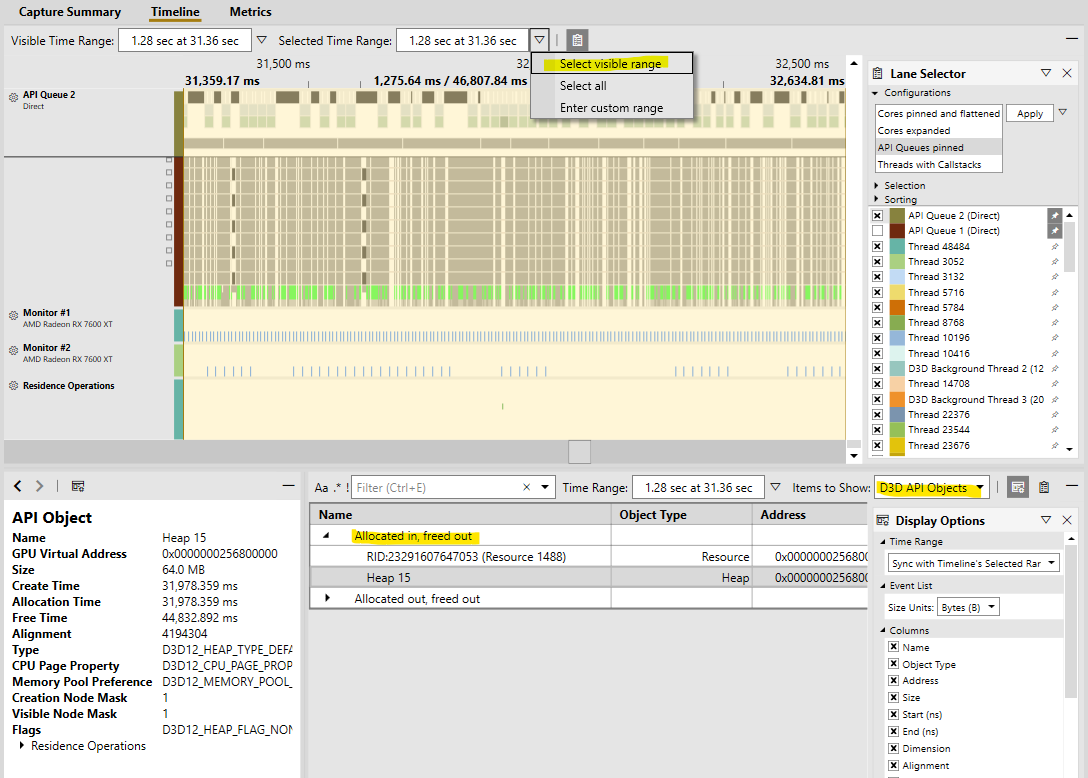 Capture Summary Timeline Metrics
Visible Time Range: 1.28 sec at 31.36 sec Selected Time Range: 1.28 sec at 31.36 sec
Select visible range
Select all
Enter custom range
31,500 ms 32, 32,500 ms
31,359.17 ms 1,275.64 ms / 46,807.84 ms 32,634.81 ms
API Queue 2
Direct
Monitor #1
AMD Radeon RX 7600 XT
Monitor #2
AMD Radeon RX 7600 XT
Residence Operations
Lane Selector
Configurations
Cores pinned and flattened
Apply
Cores expanded
API Queues pinned
Threads with Callstacks
Selection
Sorting
API Queue 2 (Direct)
API Queue 1 (Direct)
Thread 48484
Thread 3052
Thread 3132
Thread 5716
Thread 5784
Thread 8768
Thread 10196
Thread 10416
D3D Background Thread 2 (12
Thread 14708
D3D Background Thread 3 (20
Thread 22376
Thread 23544
Thread 23676
API Object
Name Heap 15
GPU Virtual Address 0x0000000256800000
Size 64.0 MB
Create Time 31,978.359 ms
Allocation Time 31,978.359 ms
Free Time 44,832.892 ms
Alignment 4194304
Type D3D12_HEAP_TYPE_DEFA
CPU Page Property D3D12_CPU_PAGE_PROP
Memory Pool Preference D3D12_MEMORY_POOL_
Creation Node Mask 1
Visible Node Mask 1
Flags D3D12_HEAP_FLAG_NON
Residence Operations
Aa .* ! Filter (Ctrl+E) Time Range: 1.28 sec at 31.36 sec Items to Show: D3D API Objects
Name Object Type Address
Allocated in, freed out
RID:23291607647053 (Resource 1488) Resource 0x0000000256800
Heap 15 Heap 0x0000000256800
Allocated out, freed out
Display Options
Time Range
Sync with Timeline's Selected Rar
Event List
Size Units: Bytes (B)
Columns
Name
Object Type
Address
Size
Start (ns)
End (ns)
Dimension
Alignment